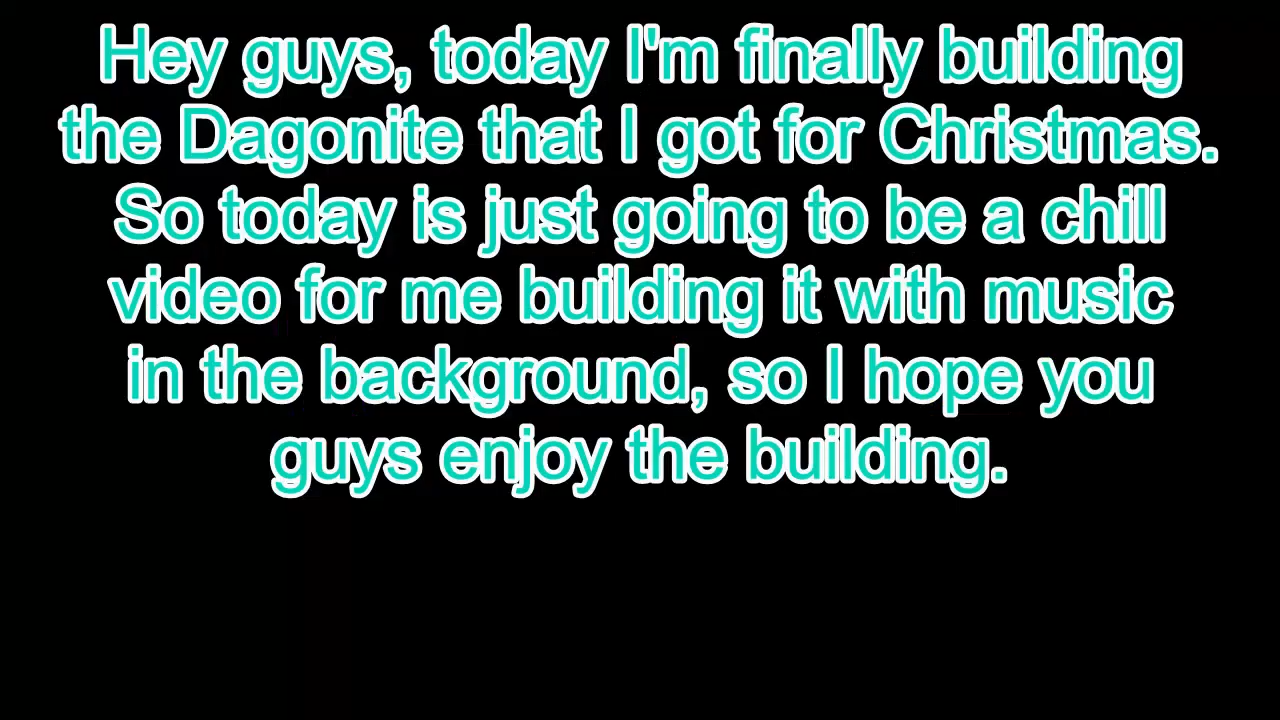 Hey guys, today I'm finally building
the Dagonite that I got for Christmas.
So today is just going to be a chill
video for me building it with music
in the background, so I hope you
guys enjoy the building.